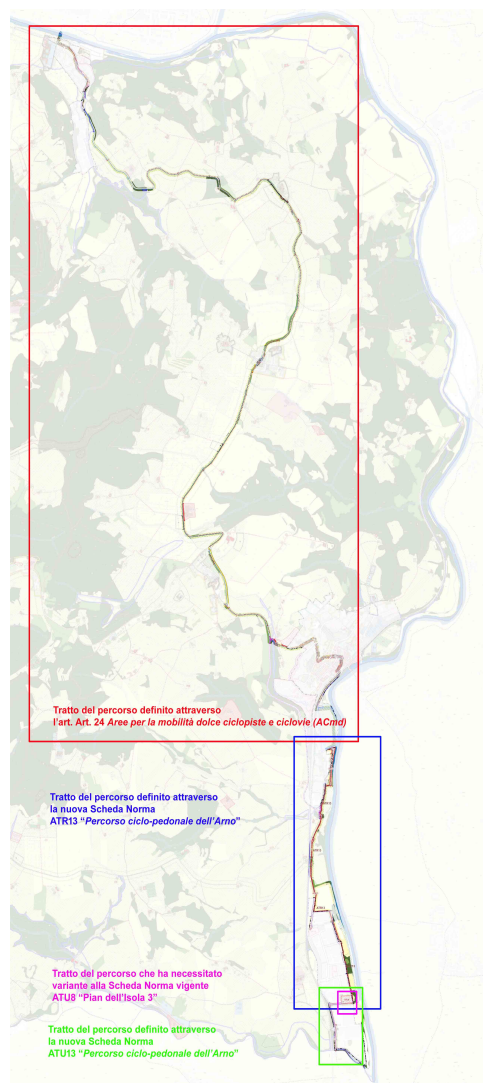 Tratto del percorso definito attraverso
l'art. Art. 24 Aree per la mobilità dolce ciclopiste e ciclovie (ACmd)
Tratto del percorso definito attraverso
la nuova Scheda Norma
ATR13 “Percorso ciclo-pedonale dell'Arno”
Tratto del percorso che ha necessitato
variante alla Scheda Norma vigente
ATU8 “Pian dell'Isola 3”
Tratto del percorso definito attraverso
la nuova Scheda Norma
ATU13 “Percorso ciclo-pedonale dell'Arno”